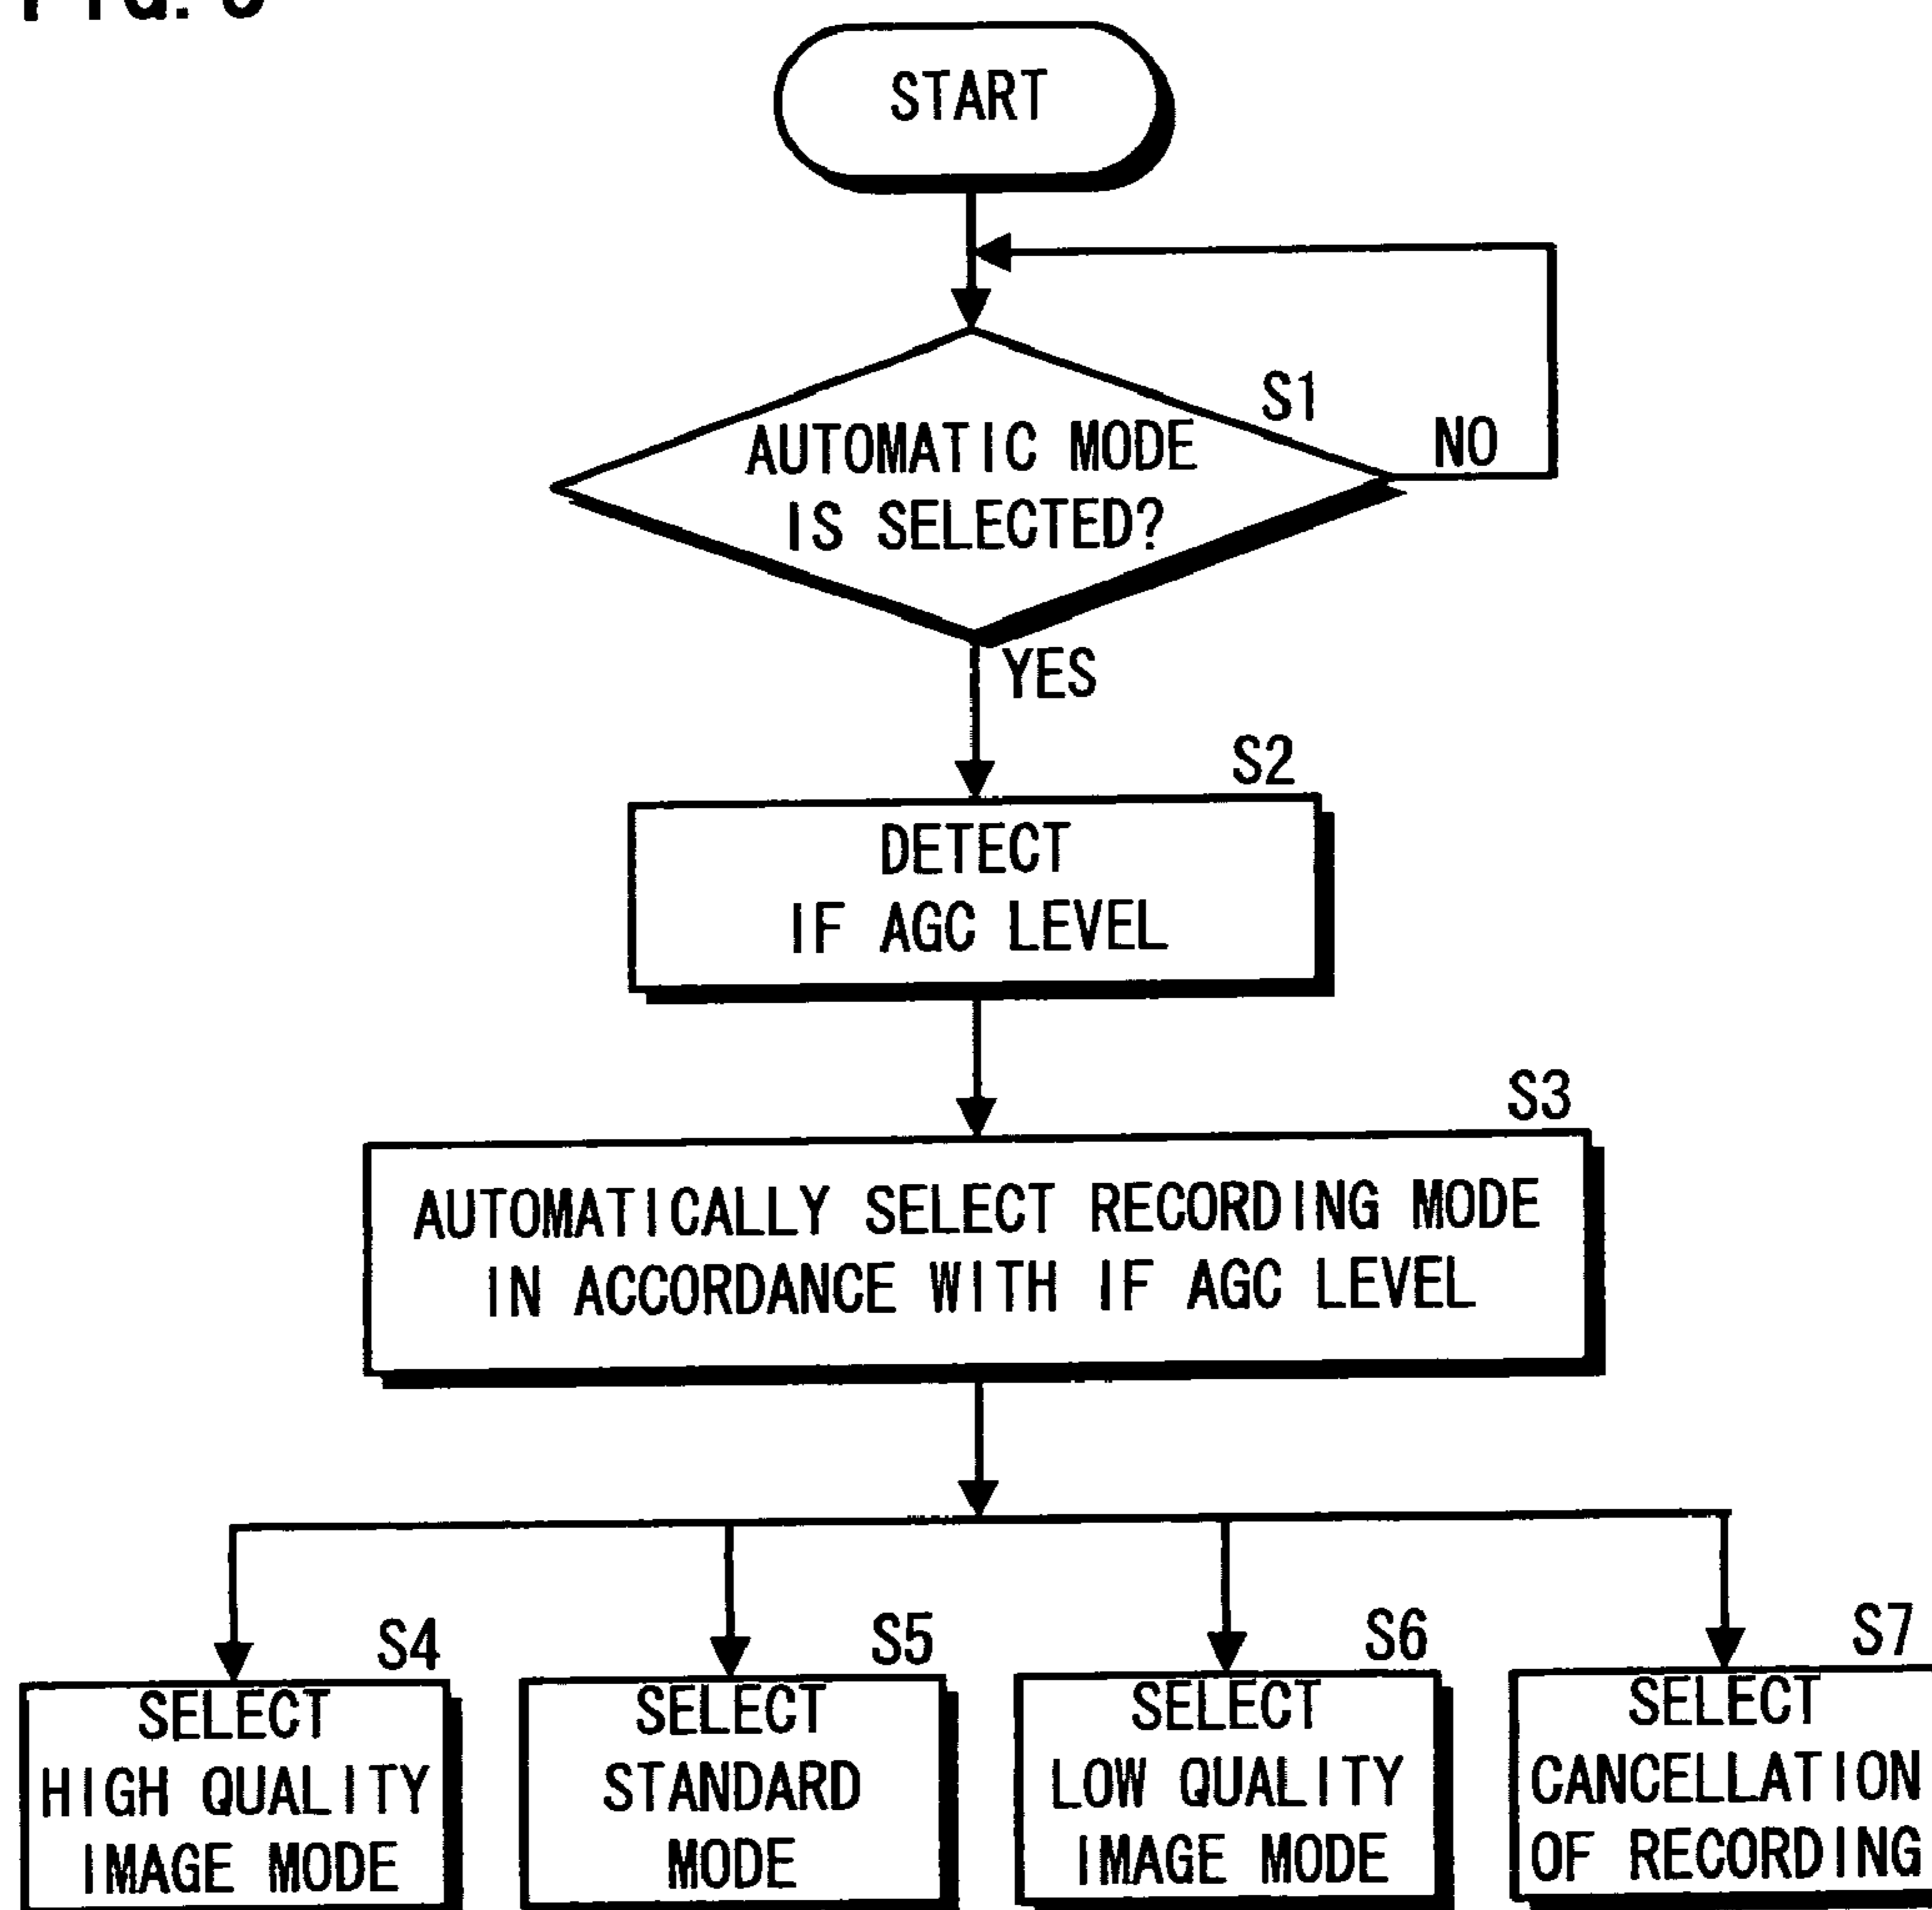 START
S1
AUTOMATIC MODE
IS SELECTED?
NO
YES
S2
DETECT
IF AGC LEVEL
S3
AUTOMATICALLY SELECT RECORDING MODE
IN ACCORDANCE WITH IF AGC LEVEL
S4
SELECT
HIGH QUALITY
IMAGE MODE
S5
SELECT
STANDARD
MODE
S6
SELECT
LOW QUALITY
IMAGE MODE
S7
SELECT
CANCELLATION
OF RECORDING